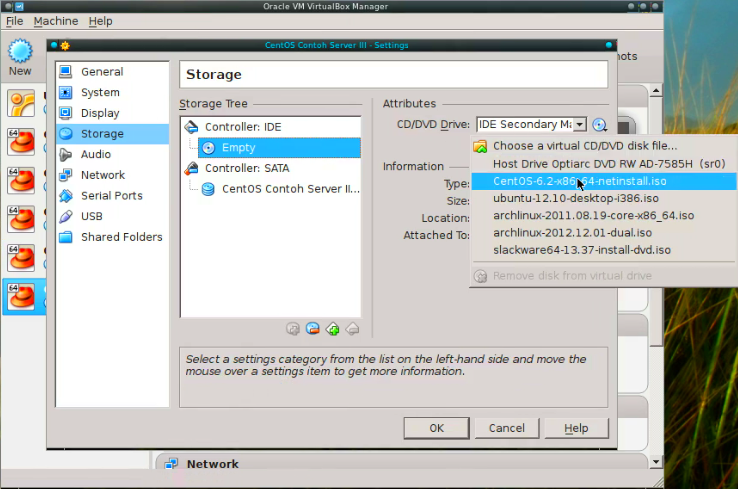 Oracle VM VirtualBox Manager
File Machine Help
New
CentOS Contoh Server III - Settings
General
System
Display
Storage
Audio
Network
Serial Ports
USB
Shared Folders
Storage
Storage Tree
Controller: IDE
Empty
Controller: SATA
CentOS Contoh Server II...
Attributes
CD/DVD Drive: IDE Secondary Ma
Information
Type:
Size:
Location:
Attached To:
Choose a virtual CD/DVD disk file...
Host Drive Optiarc DVD RW AD-7585H (sr0)
CentOS-6.2-x86_64-netinstall.iso
ubuntu-12.10-desktop-i386.iso
archlinux-2011.08.19-core-x86_64.iso
archlinux-2012.12.01-dual.iso
slackware64-13.37-install-dvd.iso
Remove disk from virtual drive
Select a settings category from the list on the left-hand side and move the
mouse over a settings item to get more information.
OK Cancel Help
64
64
64
64
64
Network